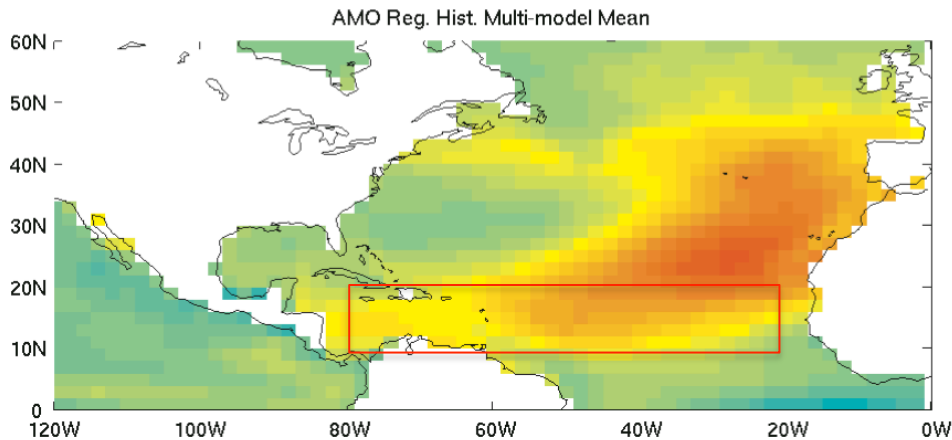 AMO Reg. Hist. Multi-model Mean
60N
50N
40N
30N
20N
10N
0
120W 100W 80W 60W 40W 20W 0W